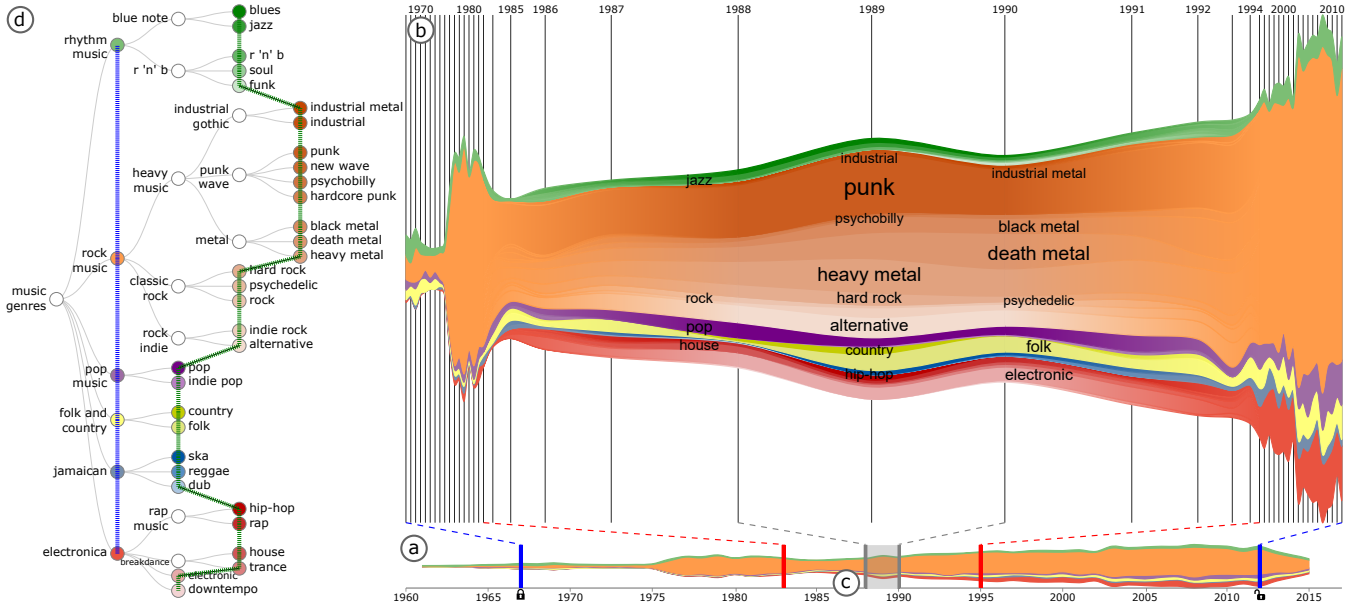 d
blue note
blues
jazz
rhythm
music
r 'n' b
r 'n' b
soul
funk
industrial
gothic
industrial metal
industrial
heavy
music
punk
wave
punk
new wave
psychobilly
hardcore punk
metal
black metal
death metal
heavy metal
rock
music
classic
rock
hard rock
psychedelic
rock
music
genres
rock
indie
indie rock
alternative
pop
music
pop
indie pop
folk and
country
country
folk
jamaican
ska
reggae
dub
rap
music
hip-hop
rap
electronica
breakdance
house
trance
electronic
downtempo
b
1970 1980 1985 1986 1987 1988 1989 1990 1991 1992 1994 2000 2010
jazz
industrial
industrial metal
punk
psychobilly
black metal
death metal
heavy metal
rock
hard rock
psychedelic
pop
alternative
house
country
folk
hip-hop
electronic
a
c
1960 1965 1970 1975 1980 1985 1990 1995 2000 2005 2010 2015